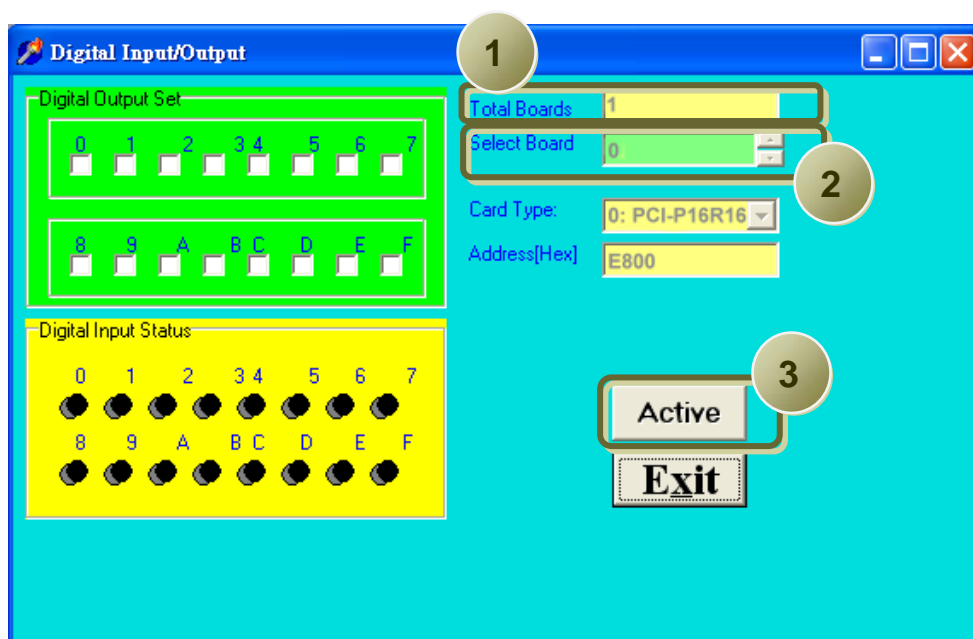 Digital Input/Output
1
Digital Output Set
0 1 2 3 4 5 6 7
8 9 A B C D E F
Total Boards 1
Select Board 0
2
Card Type: 0: PCI-P16R16
Address[Hex] E800
Digital Input Status
0 1 2 3 4 5 6 7
8 9 A B C D E F
3
Active
Exit